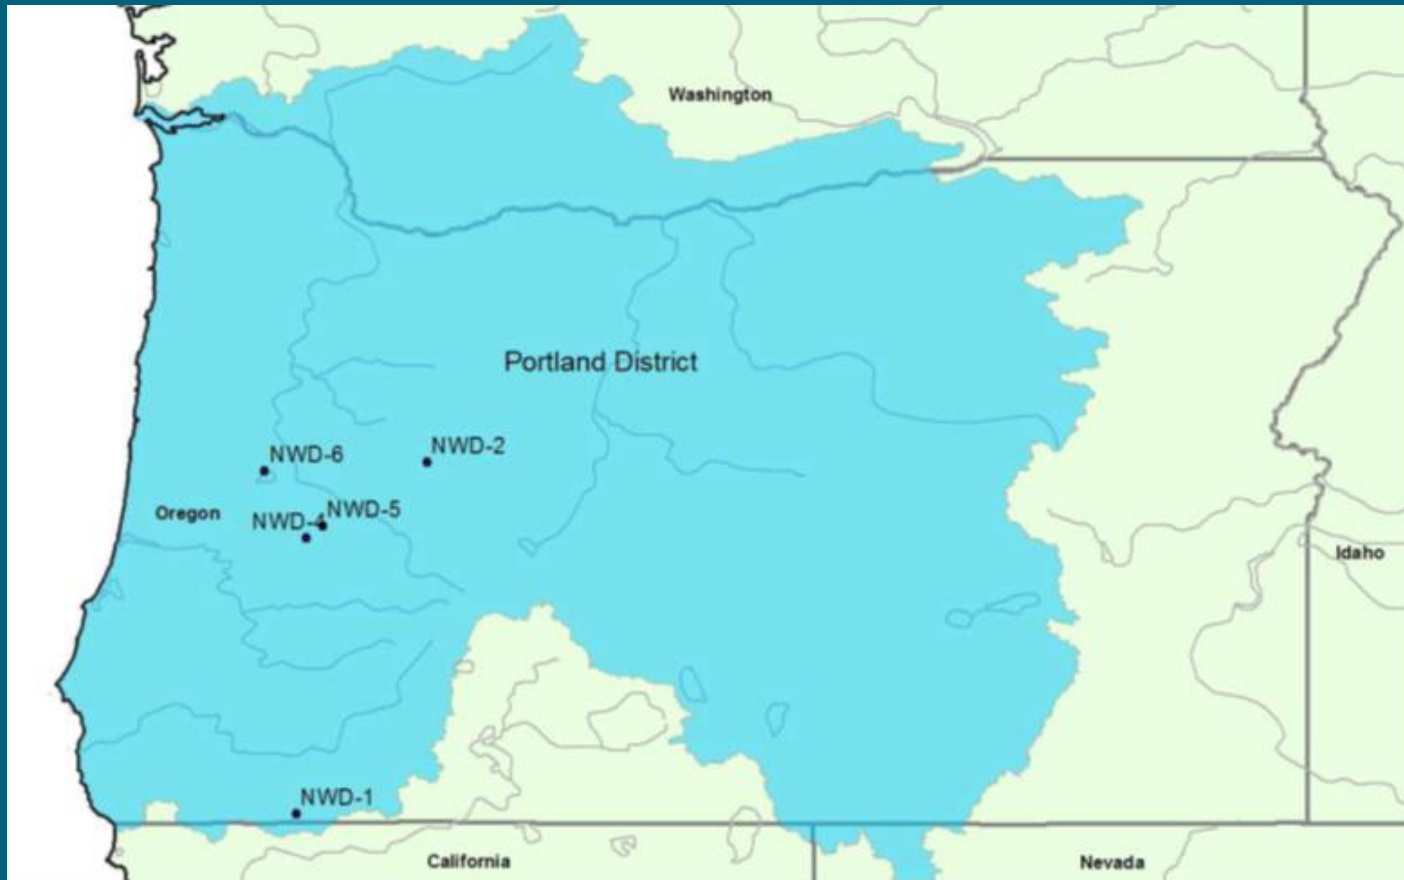 Washington
Portland District
NWD-2
NWD-6
NWD-5
Oregon
NWD-4
Idaho
NWD-1
California
Nevada